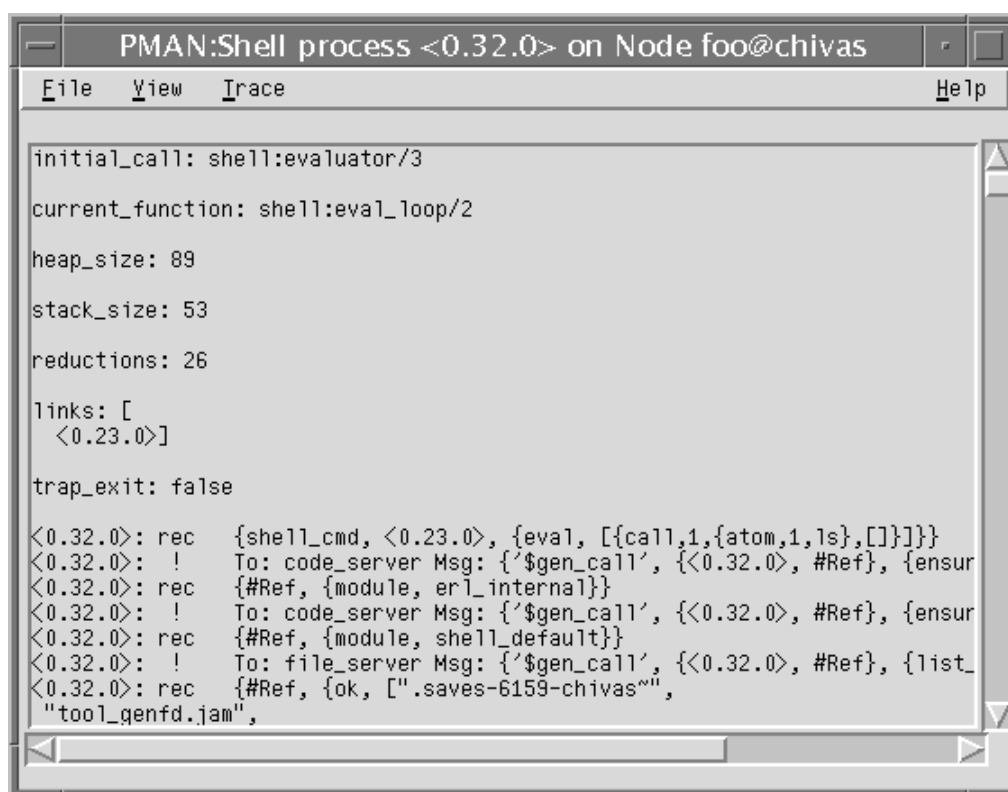 PMAN:Shell process <0.32.0> on Node foo@chivas
File View Trace Help
initial_call: shell:evaluator/3
current_function: shell:eval_loop/2
heap_size: 89
stack_size: 53
reductions: 26
links: [
<0.23.0>]
trap_exit: false
<0.32.0>: rec {shell_cmd, <0.23.0>, {eval, [{call,1,{atom,1,ls},[]}]}}
<0.32.0>: ! To: code_server Msg: {'$gen_call', {<0.32.0>, #Ref}, {ensur
<0.32.0>: rec {#Ref, {module, erl_internal}}
<0.32.0>: ! To: code_server Msg: {'$gen_call', {<0.32.0>, #Ref}, {ensur
<0.32.0>: rec {#Ref, {module, shell_default}}
<0.32.0>: ! To: file_server Msg: {'$gen_call', {<0.32.0>, #Ref}, {list_
<0.32.0>: rec {#Ref, {ok, [".saves-6159-chivas~",
"tool_genfd.jam",